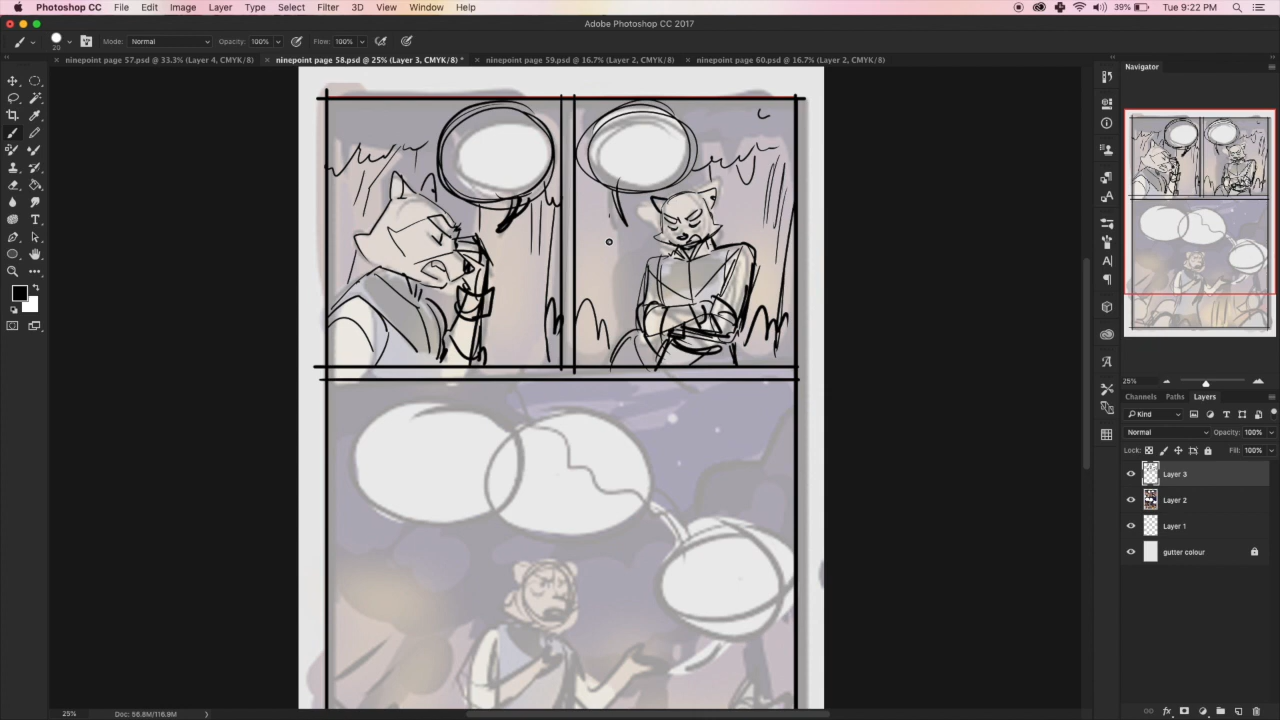 Photoshop CC File Edit Image Layer Type Select Filter 3D View Window Help 39% Tue 9:22 PM
Adobe Photoshop CC 2017
20 Mode: Normal Opacity: 100% Flow: 100%
ninepoint page 57.psd @ 33.3% (Layer 4, CMYK/8) ninepoint page 58.psd @ 25% (Layer 3, CMYK/8) * ninepoint page 59.psd @ 16.7% (Layer 2, CMYK/8) ninepoint page 60.psd @ 16.7% (Layer 2, CMYK/8)
Navigator
25%
Channels Paths Layers
Kind
Normal Opacity: 100%
Lock: Fill: 100%
Layer 3
Layer 2
Layer 1
gutter colour
25% Doc: 56.8M/116.9M